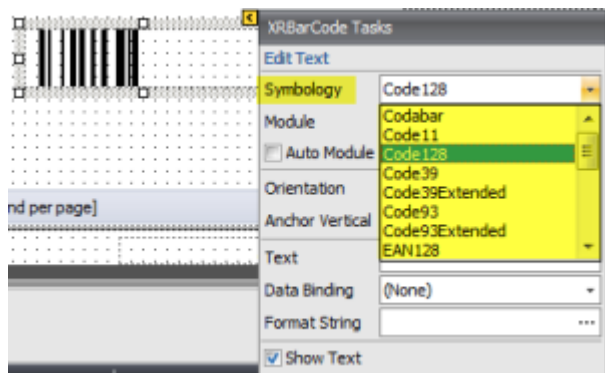 XRBarCode Tasks
Edit Text
Symbology Code128
Codabar
Module
Code11
Auto Module Code128
Code39
Orientation Code39Extended
nd per page]
Code93
Anchor Vertical
Code93Extended
EAN128
Text
Data Binding (None)
Format String ...
Show Text